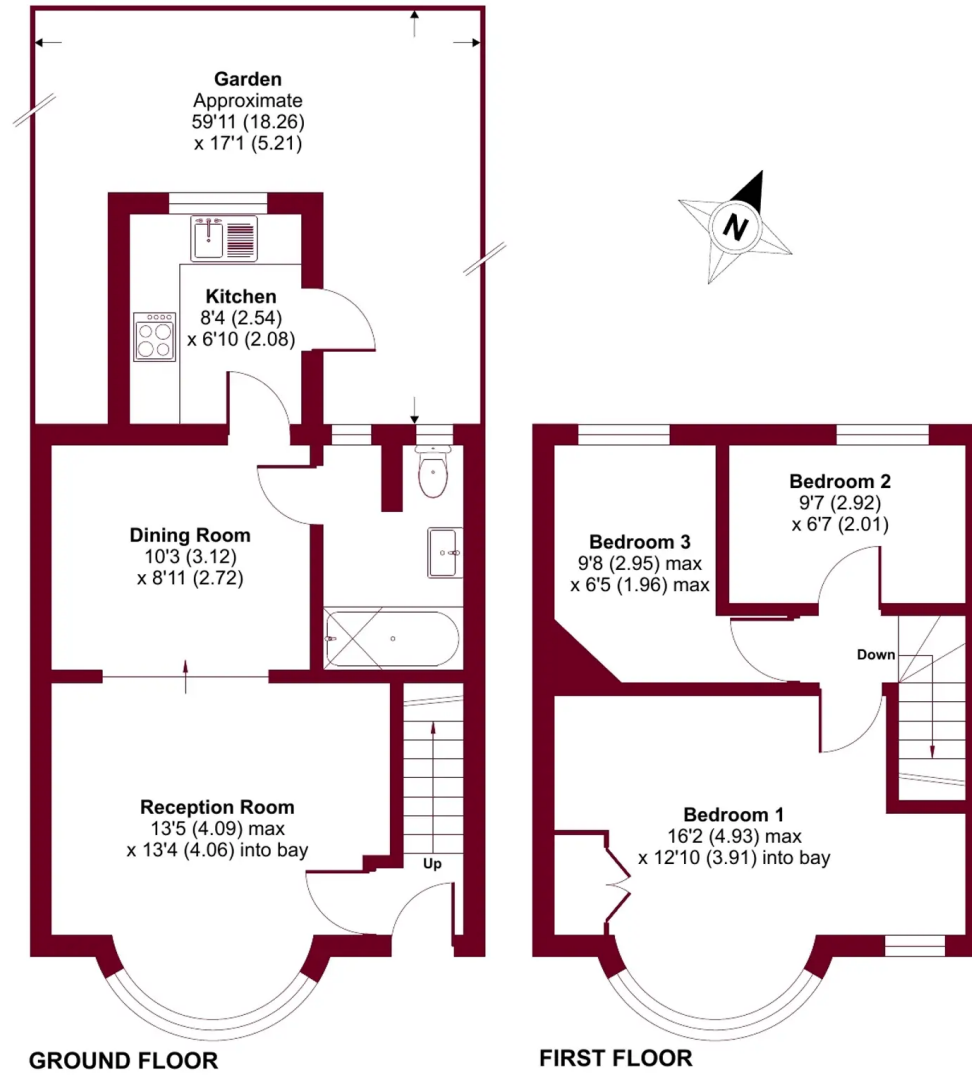 Garden
Approximate
59'11 (18.26)
x 17'1 (5.21)
N
Kitchen
8'4 (2.54)
x 6'10 (2.08)
Dining Room
10'3 (3.12)
x 8'11 (2.72)
Bedroom 3
9'8 (2.95) max
x 6'5 (1.96) max
Bedroom 2
9'7 (2.92)
x 6'7 (2.01)
Down
Reception Room
13'5 (4.09) max
x 13'4 (4.06) into bay
Up
Bedroom 1
16'2 (4.93) max
x 12'10 (3.91) into bay
GROUND FLOOR
FIRST FLOOR